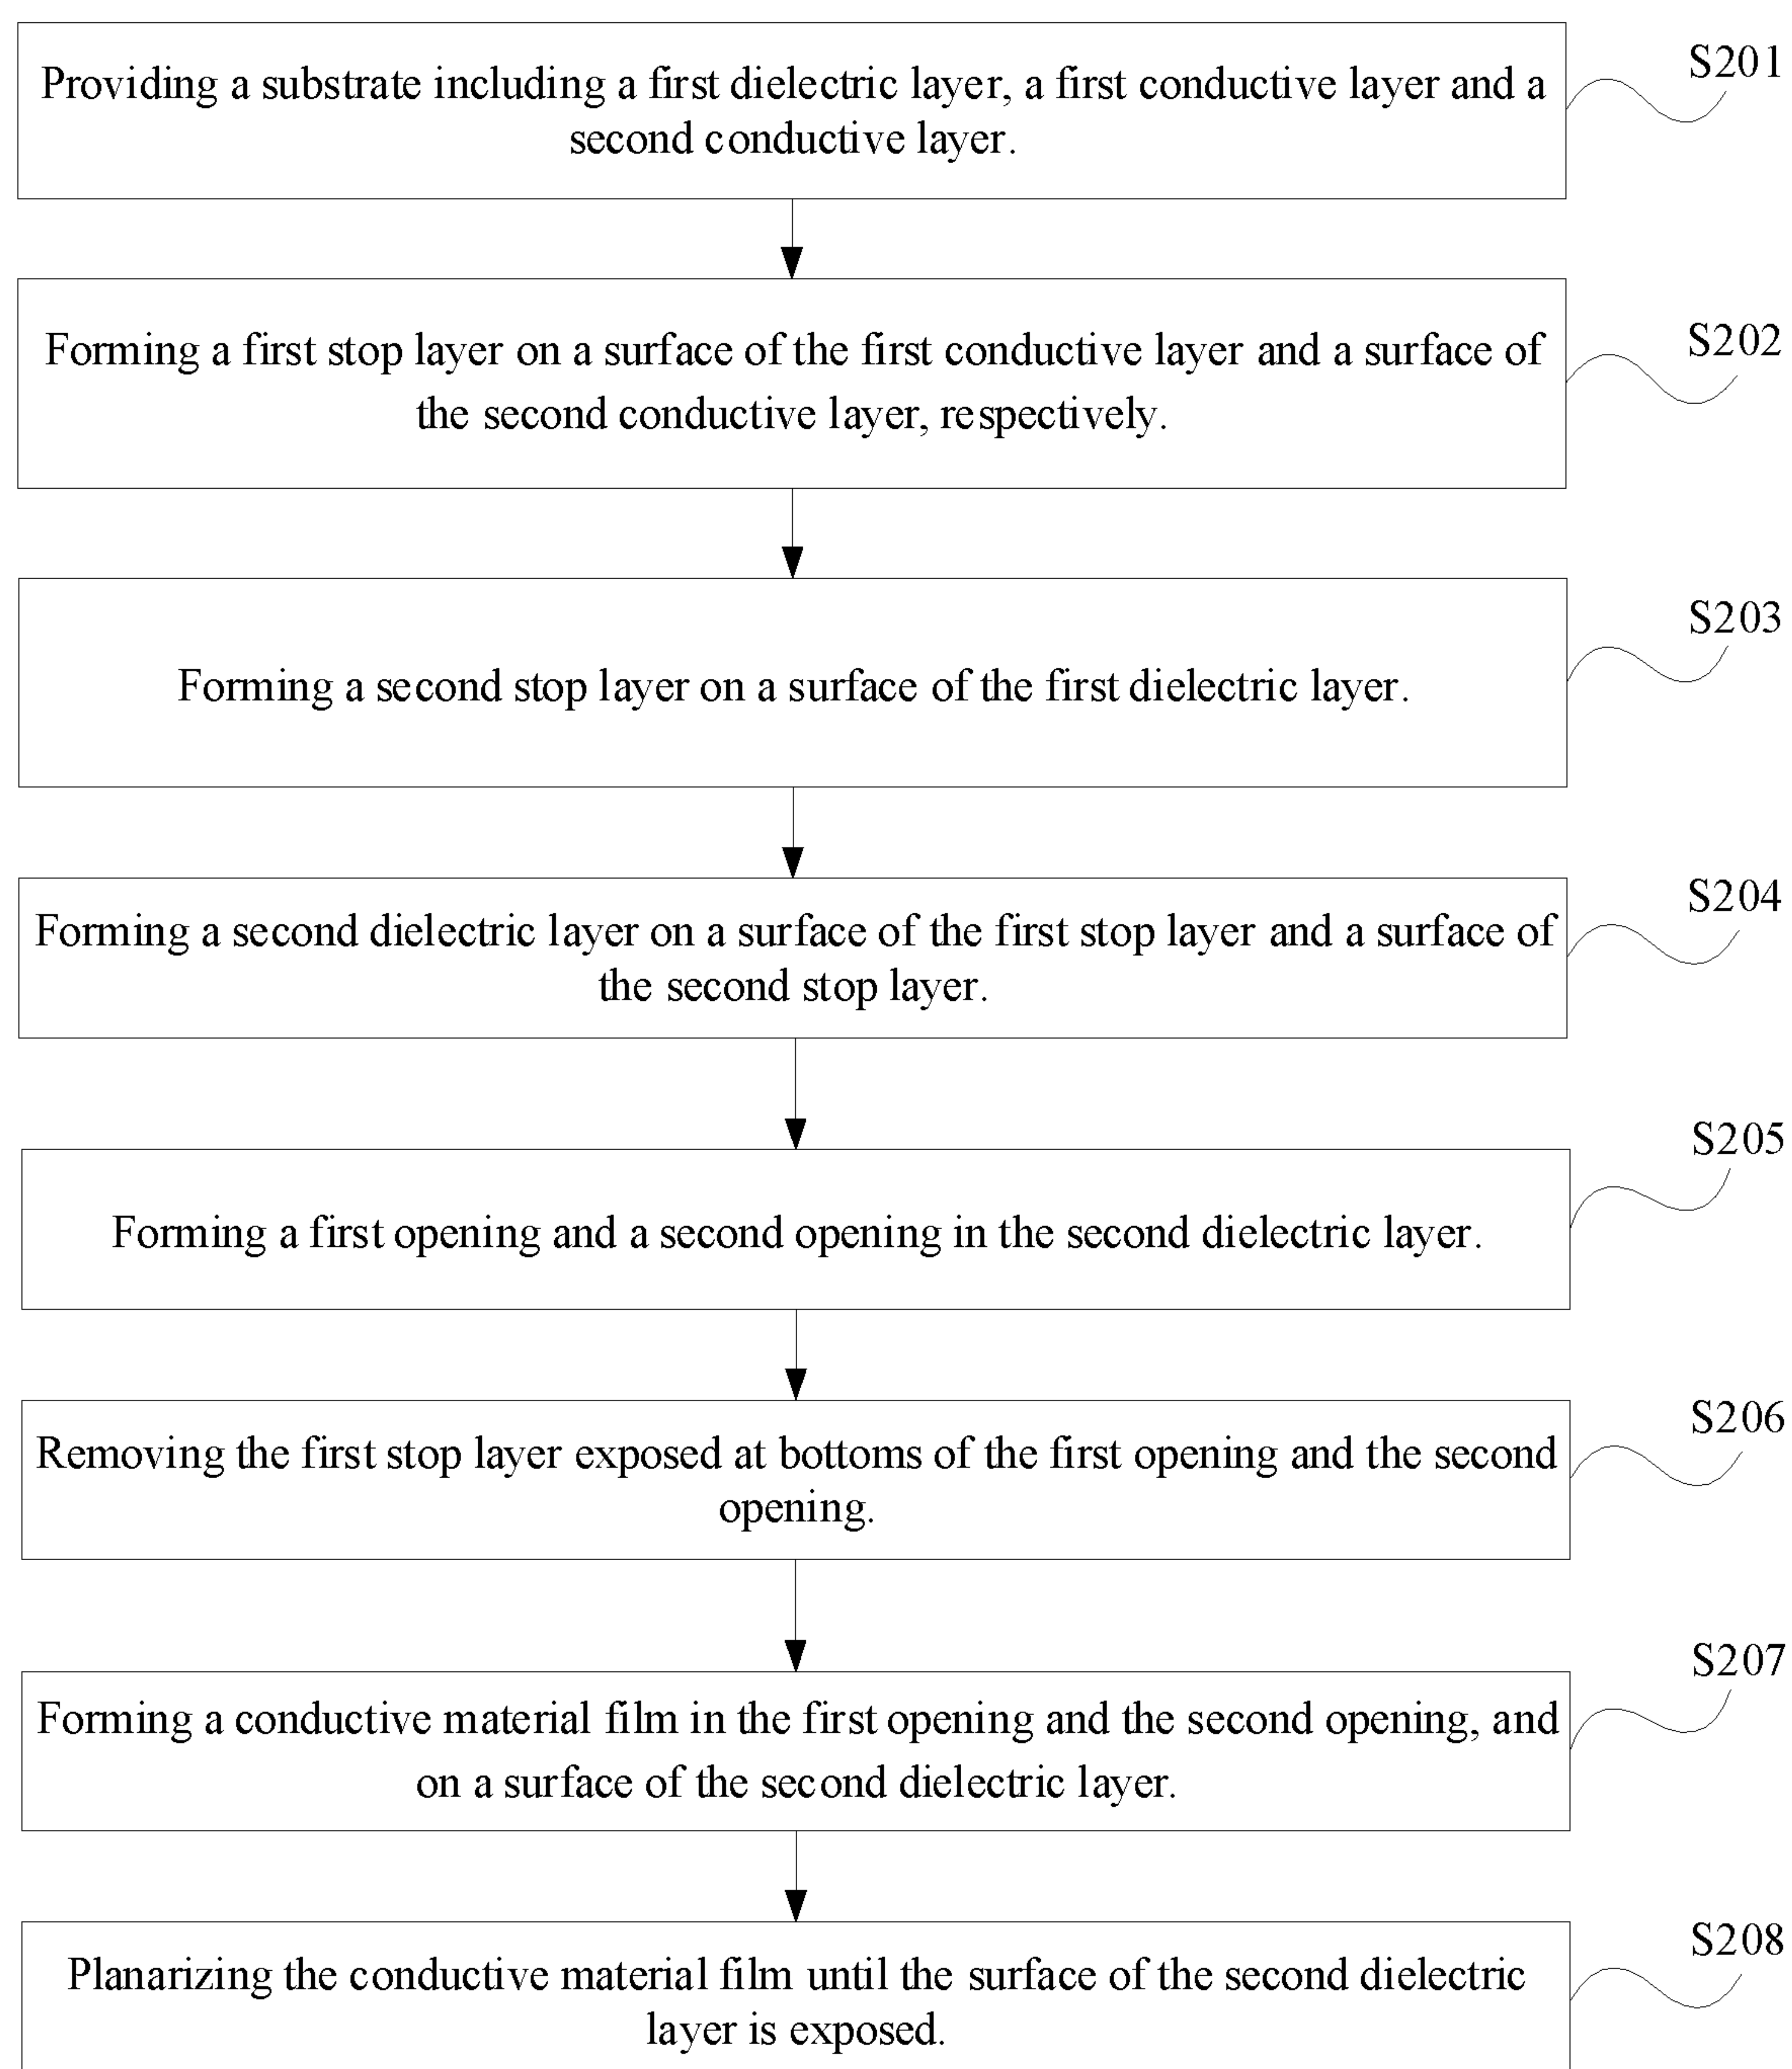 Providing a substrate including a first dielectric layer, a first conductive layer and a
second conductive layer.
S201
Forming a first stop layer on a surface of the first conductive layer and a surface of
the second conductive layer, respectively.
S202
Forming a second stop layer on a surface of the first dielectric layer.
S203
Forming a second dielectric layer on a surface of the first stop layer and a surface of
the second stop layer.
S204
Forming a first opening and a second opening in the second dielectric layer.
S205
Removing the first stop layer exposed at bottoms of the first opening and the second
opening.
S206
Forming a conductive material film in the first opening and the second opening, and
on a surface of the second dielectric layer.
S207
Planarizing the conductive material film until the surface of the second dielectric
layer is exposed.
S208